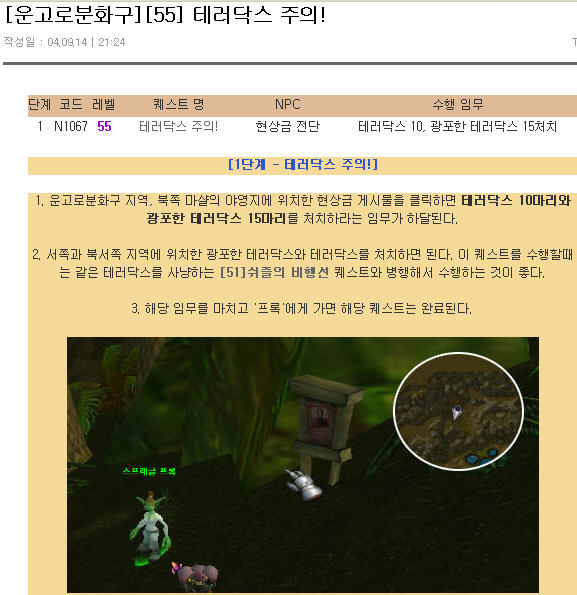 [운고로분화구][55] 테러닥스 주의!
작성일 : 04,09,14 | 21:24
단계 코드 레벨 퀘스트 명 NPC 수행 임무
1 N1067 55 테러닥스 주의! 현상금 전단 테러닥스 10, 광포한 테러닥스 15처치
[1단계 - 테러닥스 주의!]
1. 운고로분화구 지역, 북쪽 마샬의 야영지에 위치한 현상금 게시물을 클릭하면 테러닥스 10마리와
광포한 테러닥스 15마리를 처치하라는 임무가 하달된다.
2. 서쪽과 북서쪽 지역에 위치한 광포한 테러닥스와 테러닥스를 처치하면 된다. 이 퀘스트를 수행할때
는 같은 테러닥스를 사냥하는 [51]쉬즐의 비행선 퀘스트와 병행해서 수행하는 것이 좋다.
3. 해당 임무를 마치고 '프록'에게 가면 해당 퀘스트는 완료된다.
스프래글 프록